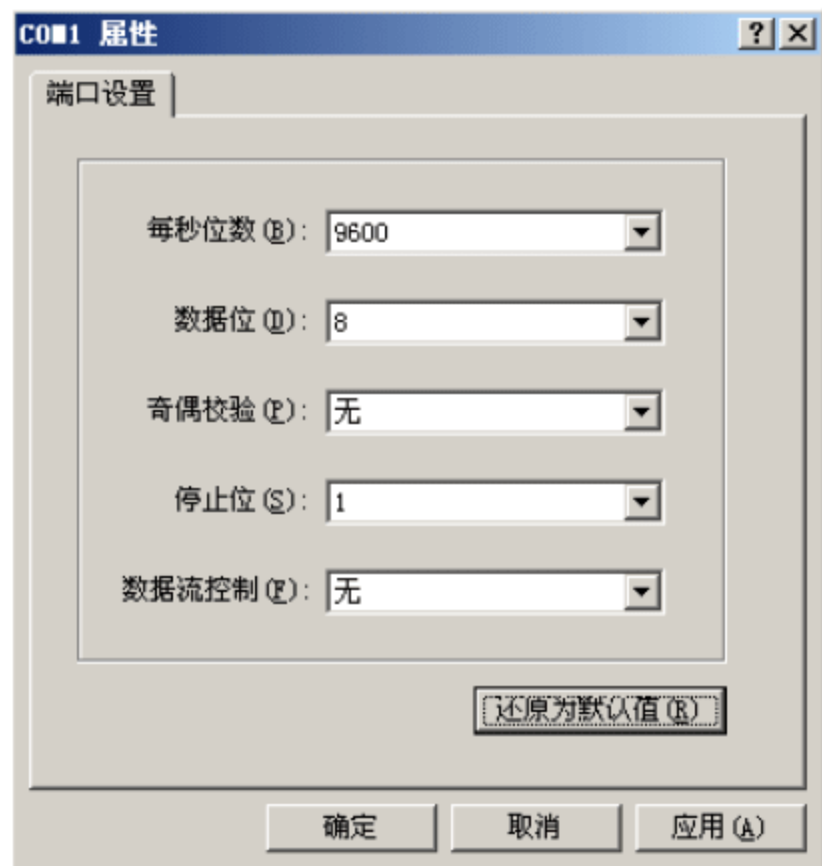 COM1 属性
端口设置
每秒位数(B): 9600
数据位(D): 8
奇偶校验(P): 无
停止位(S): 1
数据流控制(F): 无
还原为默认值(R)
确定 取消 应用(A)